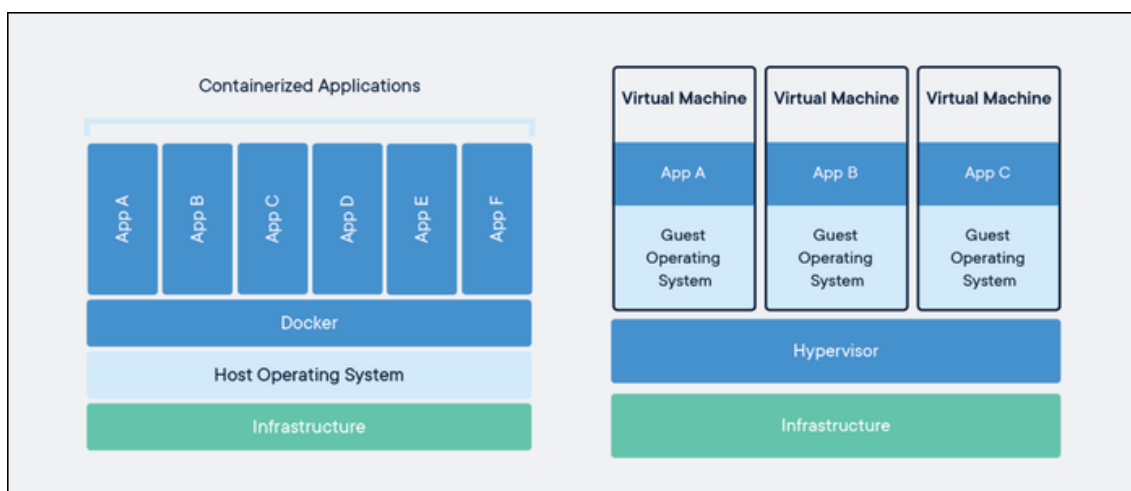 Containerized Applications
App A
App B
App C
App D
App E
App F
Docker
Host Operating System
Infrastructure
Virtual Machine
App A
Guest
Operating
System
Virtual Machine
App B
Guest
Operating
System
Virtual Machine
App C
Guest
Operating
System
Hypervisor
Infrastructure